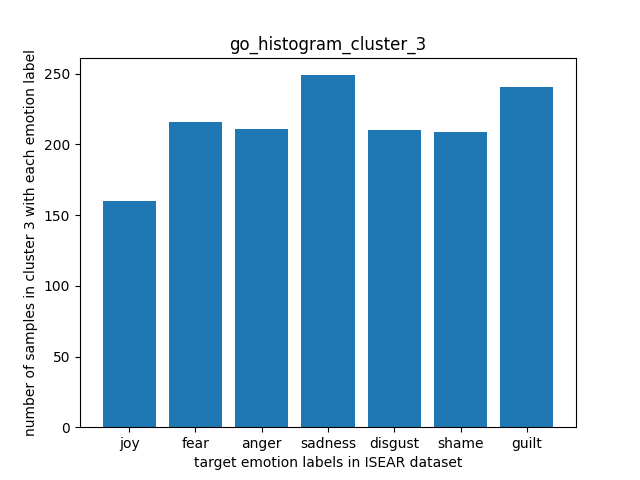 go_histogram_cluster_3
number of samples in cluster 3 with each emotion label
250
200
150
100
50
0
joy fear anger sadness disgust shame guilt
target emotion labels in ISEAR dataset